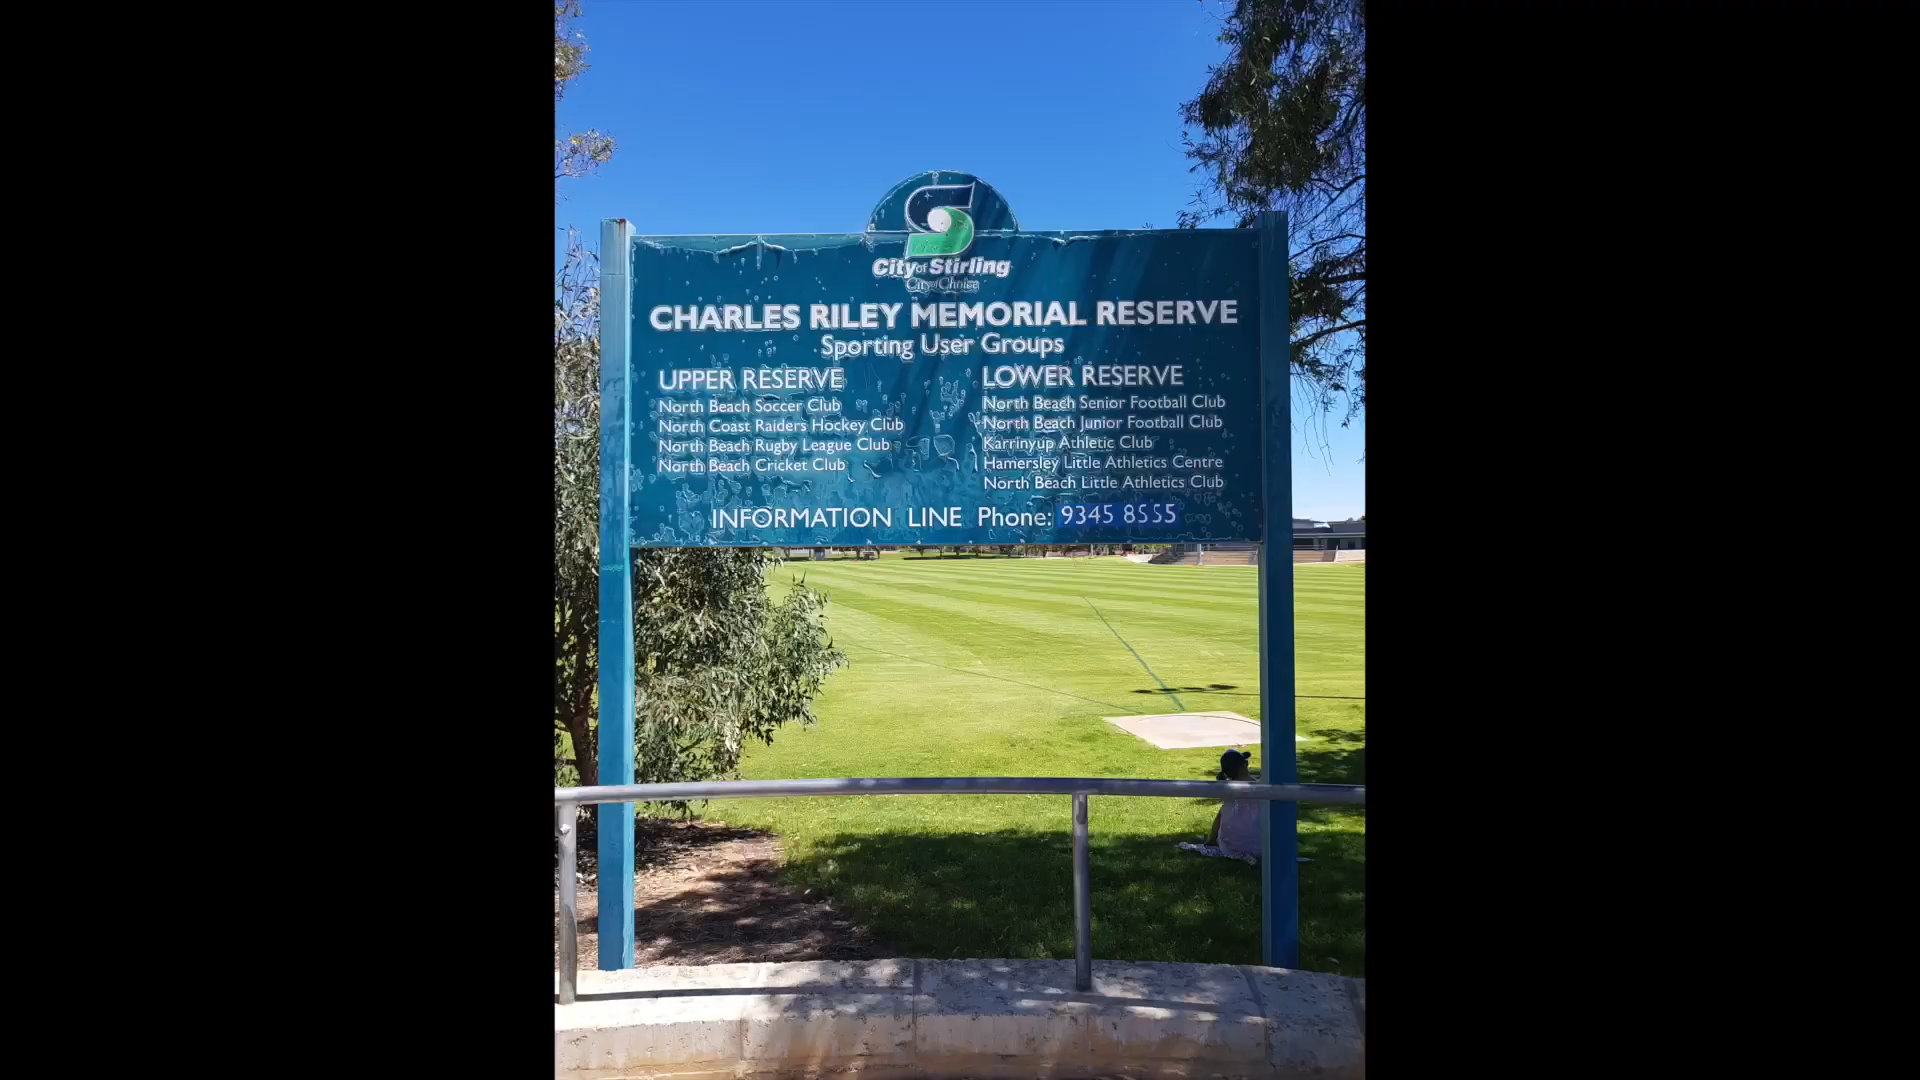 City of Stirling
City of Choice
CHARLES RILEY MEMORIAL RESERVE
Sporting User Groups
UPPER RESERVE
North Beach Soccer Club
North Coast Raiders Hockey Club
North Beach Rugby League Club
North Beach Cricket Club
LOWER RESERVE
North Beach Senior Football Club
North Beach Junior Football Club
Karrinyup Athletic Club
Hamersley Little Athletics Centre
North Beach Little Athletics Club
INFORMATION LINE Phone: 9345 8555